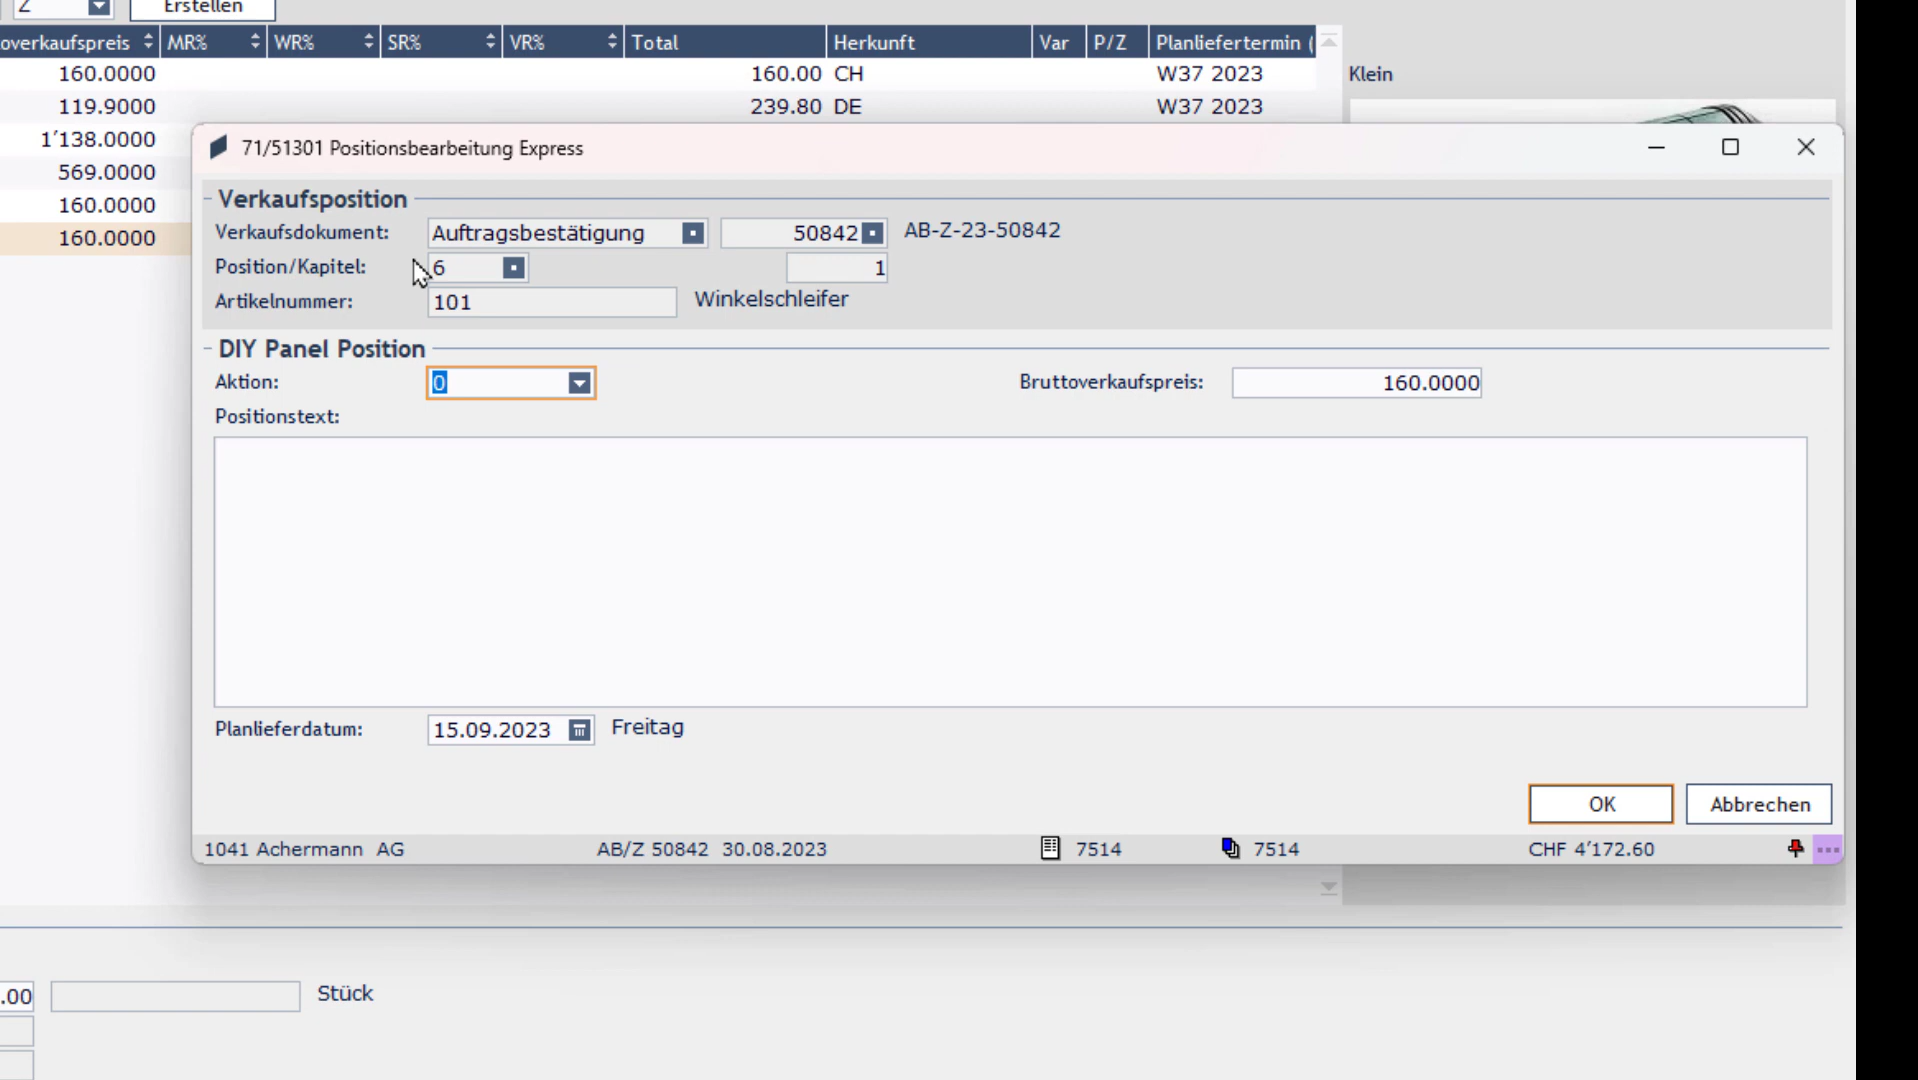 Z Erstellen
overkaufspreis MR% WR% SR% VR% Total Herkunft Var P/Z Planliefertermin (
160.0000 160.00 CH W37 2023 Klein
119.9000 239.80 DE W37 2023
1'138.0000
569.0000
160.0000
160.0000
71/51301 Positionsbearbeitung Express
Verkaufsposition
Verkaufsdokument: Auftragsbestätigung 50842 AB-Z-23-50842
Position/Kapitel: 6 1
Artikelnummer: 101 Winkelschleifer
DIY Panel Position
Aktion: 0 Bruttoverkaufspreis: 160.0000
Positionstext:
Planlieferdatum: 15.09.2023 Freitag
OK Abbrechen
1041 Achermann AG AB/Z 50842 30.08.2023 7514 7514 CHF 4'172.60
.00 Stück